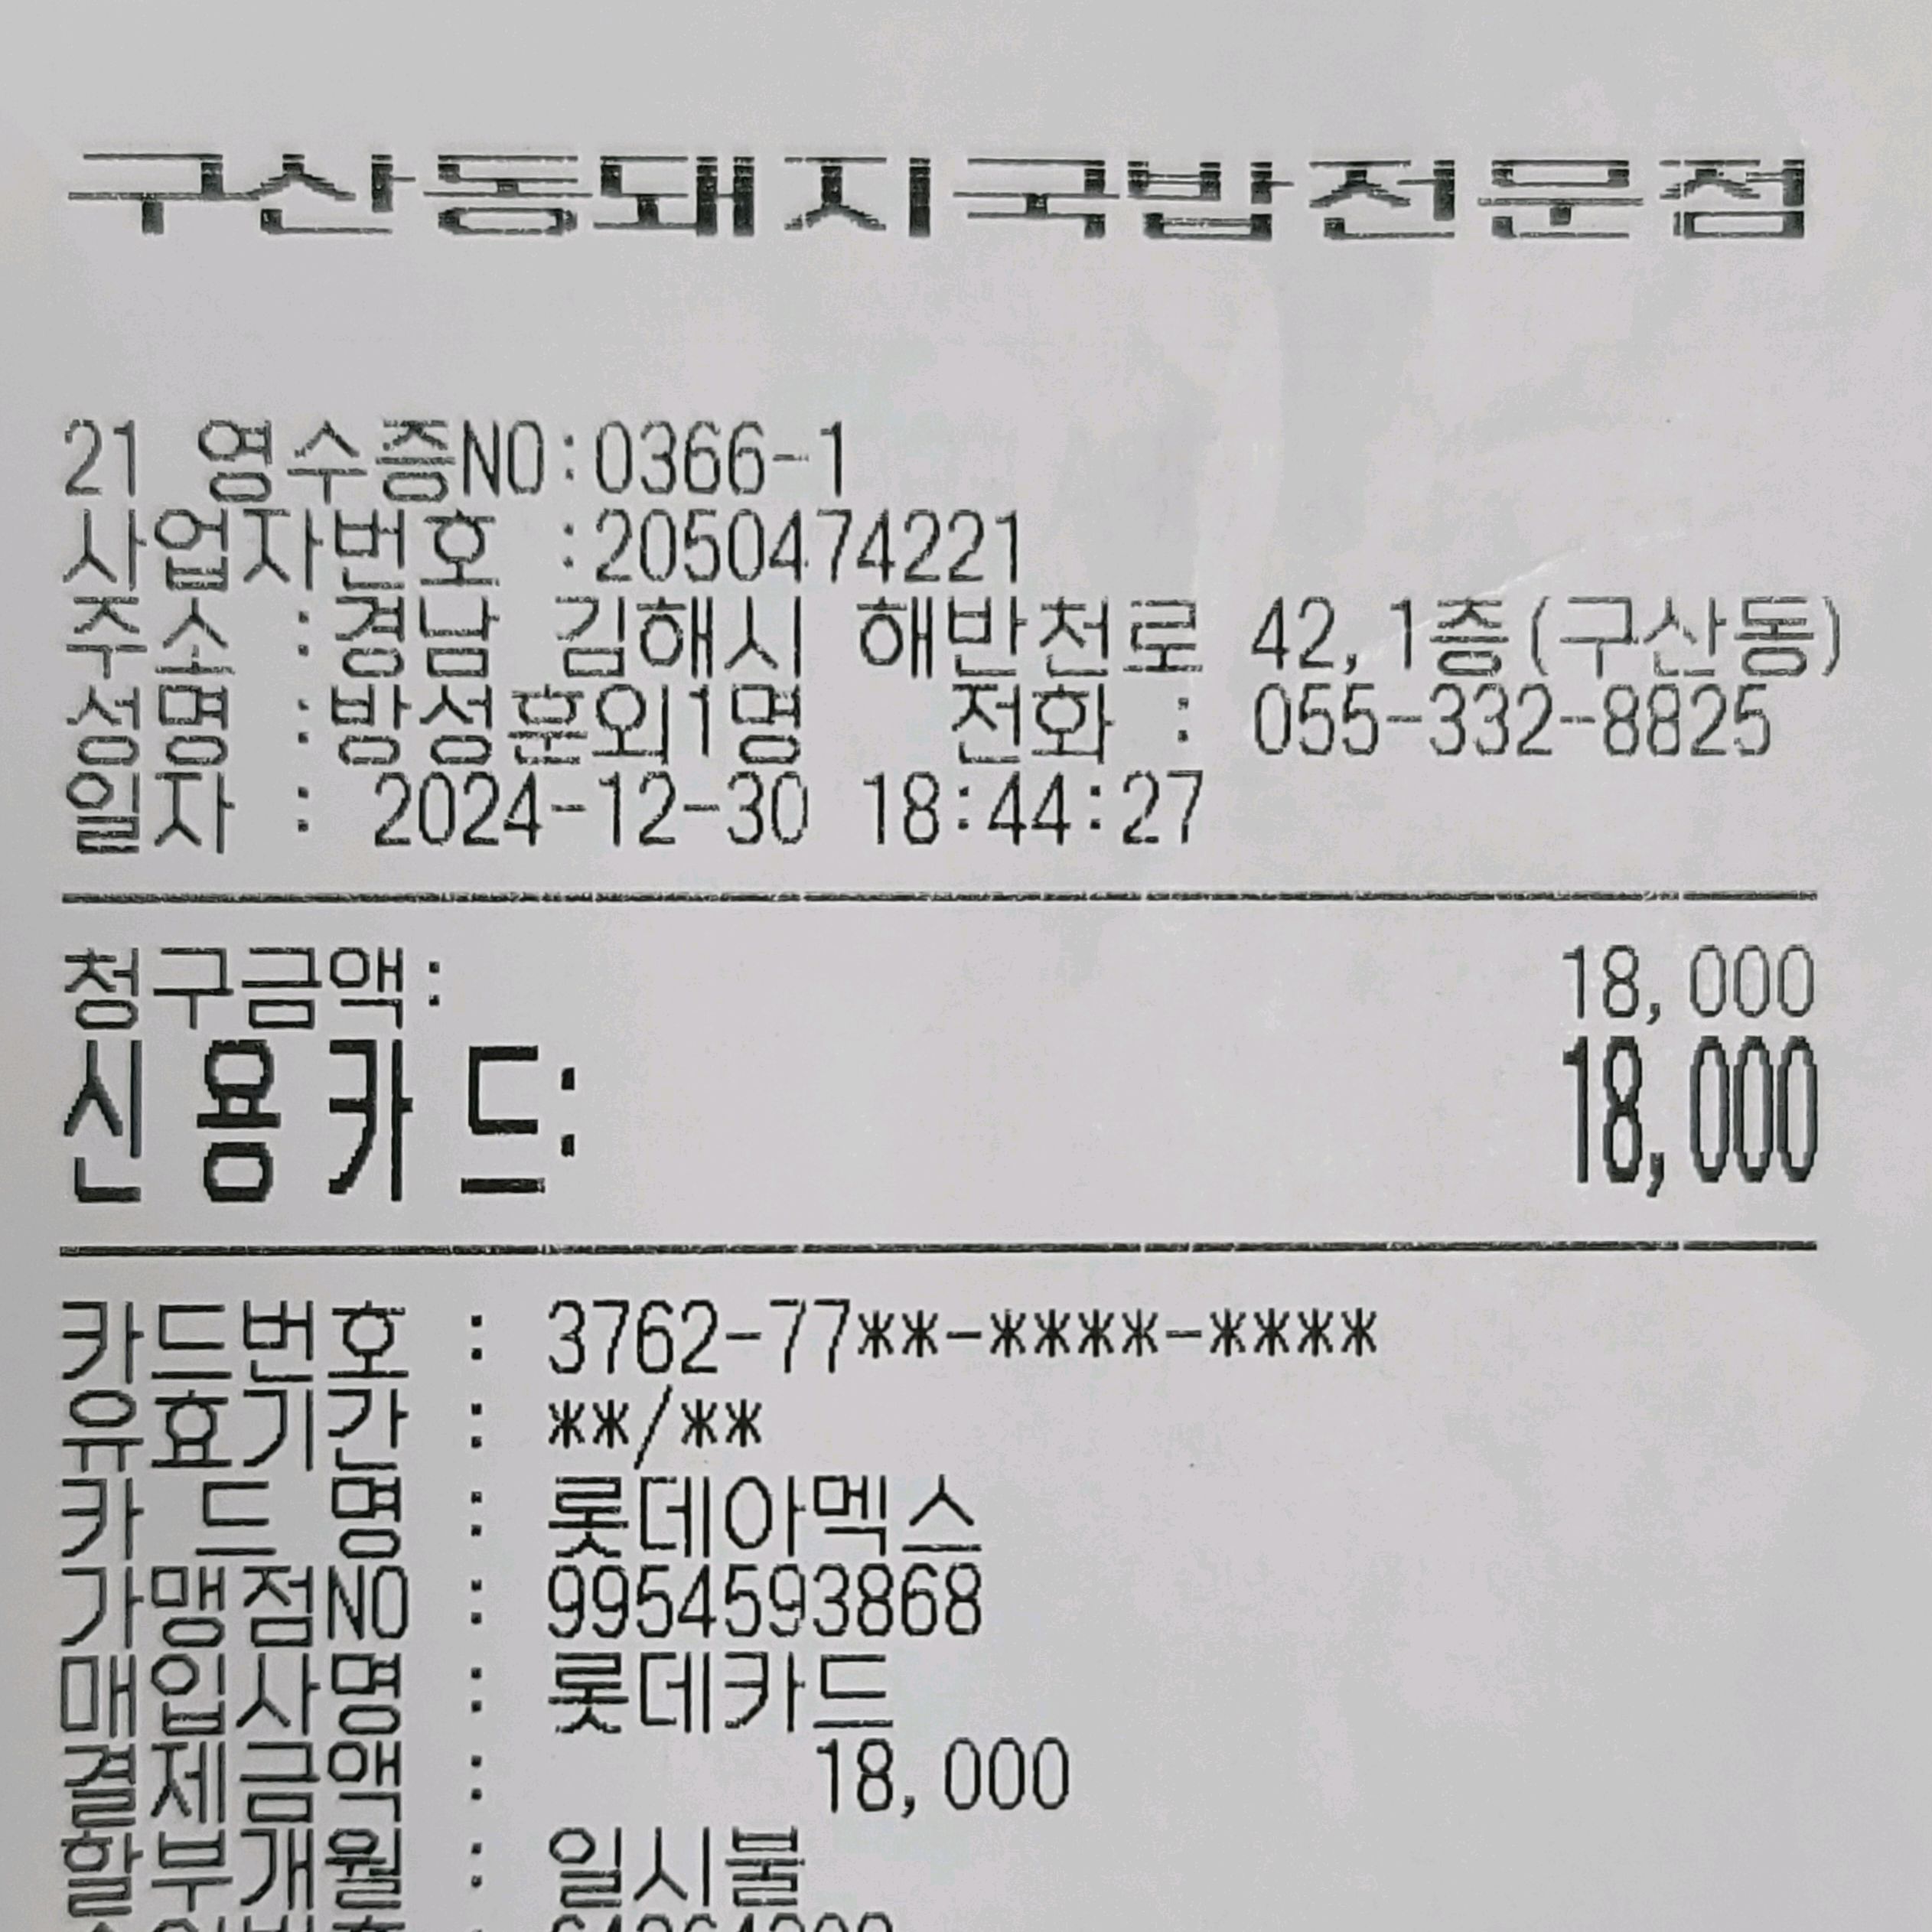 구산동돼지국밥전문점
21 영수증NO:0366-1
사업자번호 :2050474221
주소 :경남 김해시 해반천로 42,1층(구산동)
성명 :방성훈외1명 전화 : 055-332-8825
일자 : 2024-12-30 18:44:27
청구금액: 18,000
신용카드: 18,000
카드번호 : 3762-77**-****-****
유효기간 : **/**
카드명 : 롯데아멕스
가맹점NO : 9954593868
매입사명 : 롯데카드
결제금액 : 18,000
할부개월 : 일시불